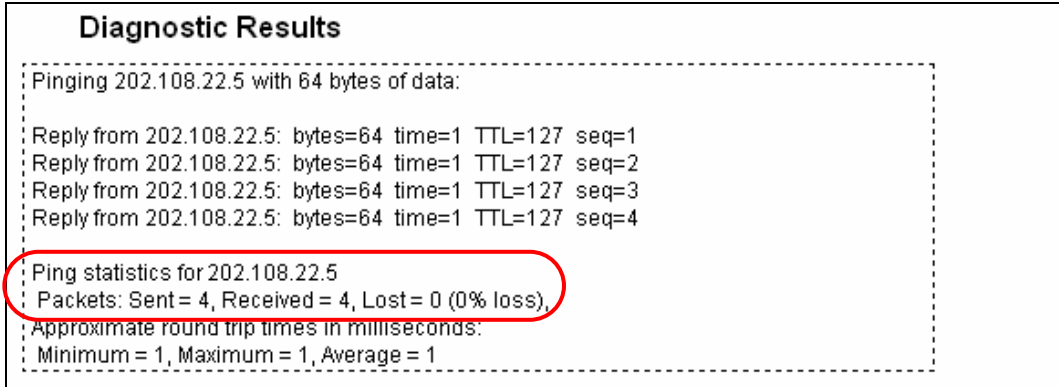 Diagnostic Results
Pinging 202.108.22.5 with 64 bytes of data:
Reply from 202.108.22.5: bytes=64 time=1 TTL=127 seq=1
Reply from 202.108.22.5: bytes=64 time=1 TTL=127 seq=2
Reply from 202.108.22.5: bytes=64 time=1 TTL=127 seq=3
Reply from 202.108.22.5: bytes=64 time=1 TTL=127 seq=4
Ping statistics for 202.108.22.5
Packets: Sent = 4, Received = 4, Lost = 0 (0% loss),
Approximate round trip times in milliseconds:
Minimum = 1, Maximum = 1, Average = 1